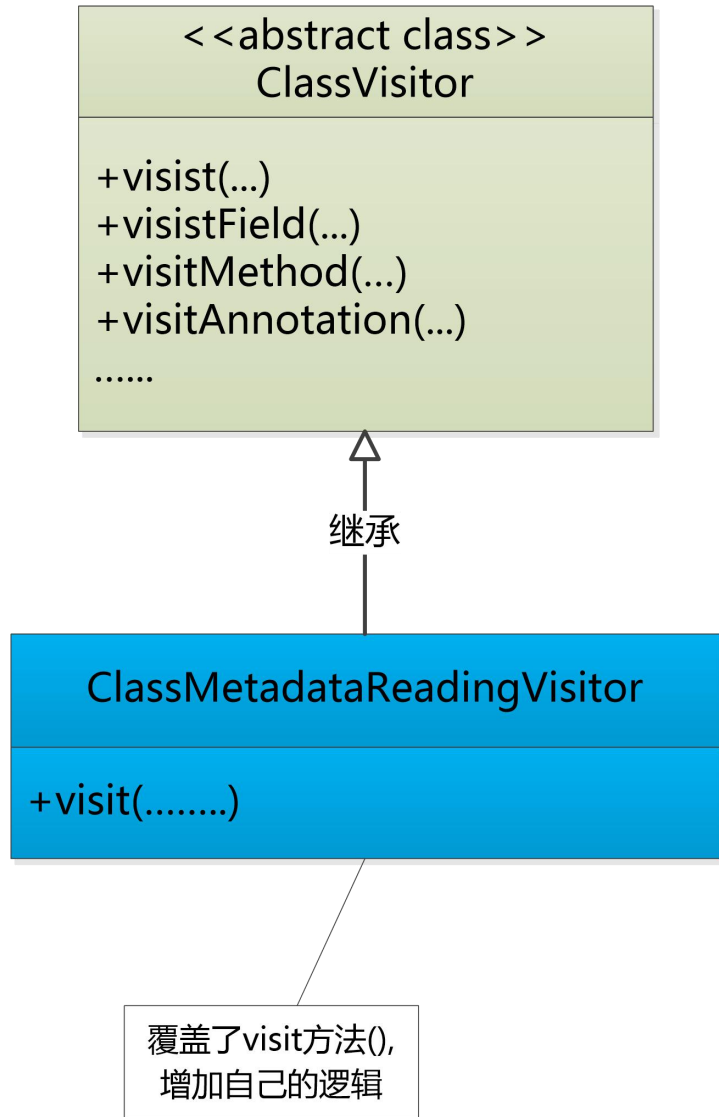 <<abstract class>>
ClassVisitor
+visist(...)
+visistField(...)
+visitMethod(...)
+visitAnnotation(...)
......
继承
ClassMetadataReadingVisitor
+visit(........)
覆盖了visit方法(),
增加自己的逻辑